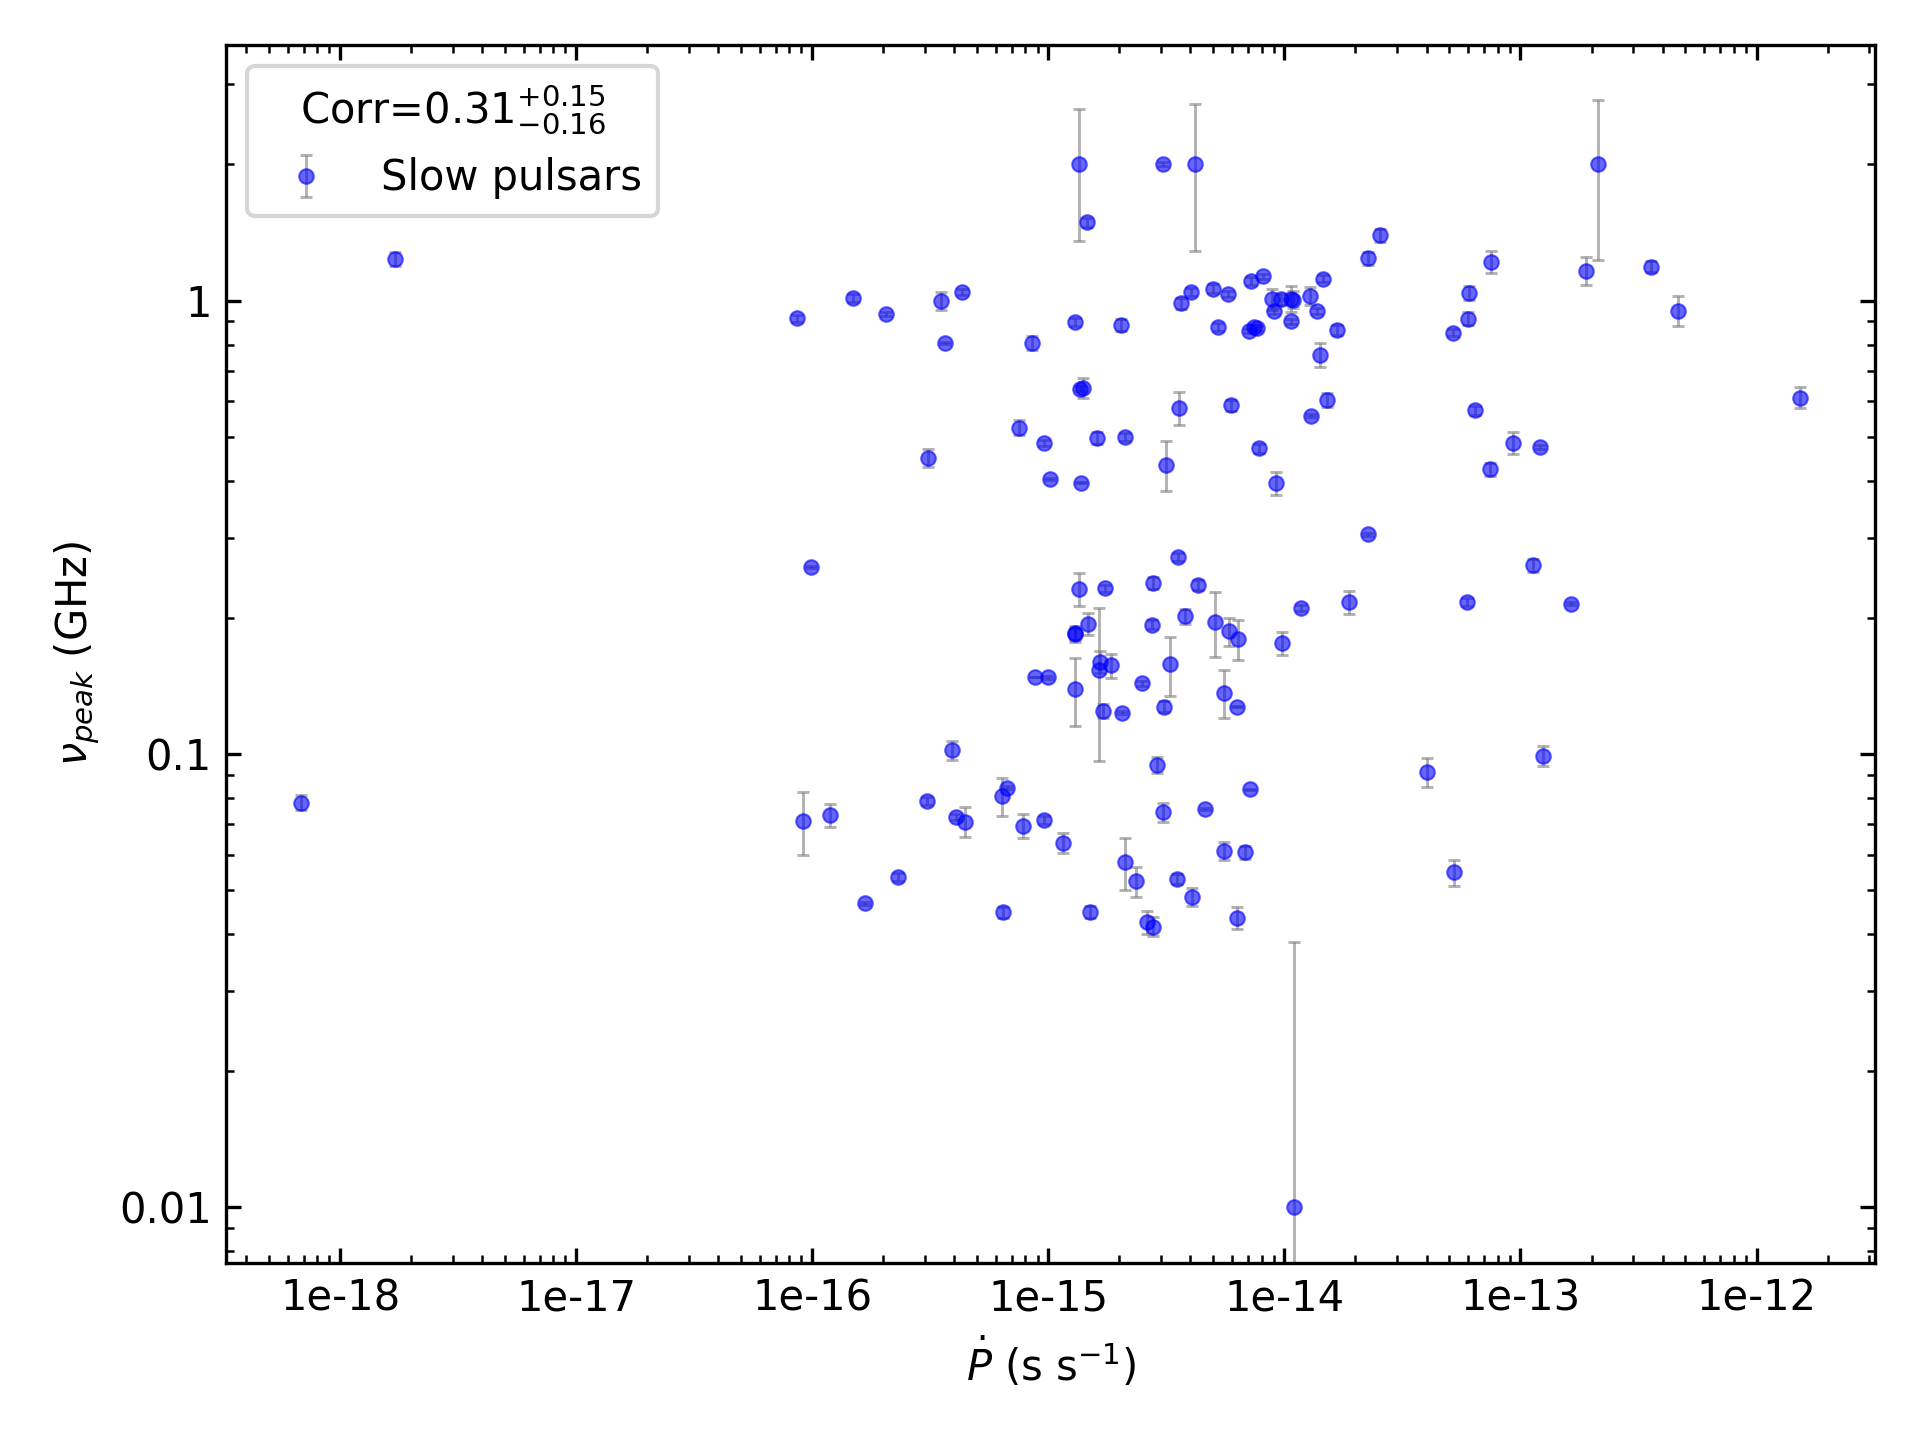 Corr=0.31$^{+0.15}_{-0.16}$
Slow pulsars
1
0.1
0.01
ν$_{peak}$ (GHz)
1e-18 1e-17 1e-16 1e-15 1e-14 1e-13 1e-12
Ṗ (s s$^{-1}$)